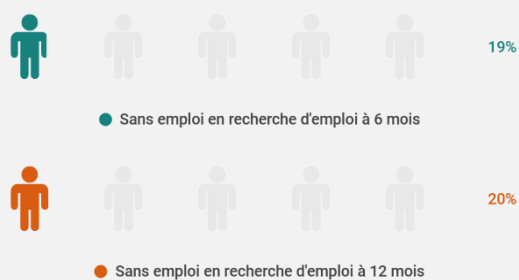 19%
Sans emploi en recherche d'emploi à 6 mois
20%
Sans emploi en recherche d'emploi à 12 mois